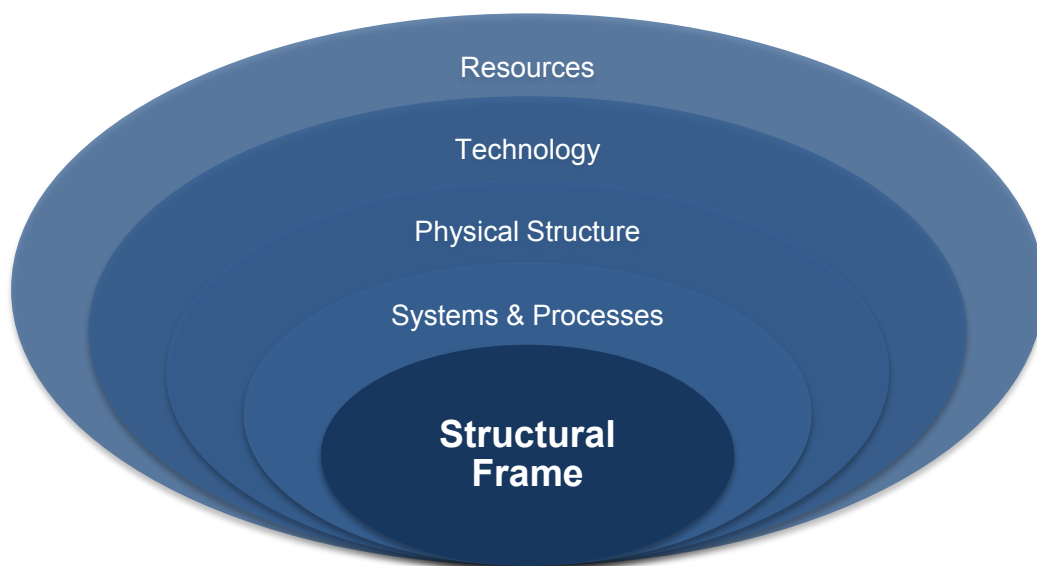 Resources
Technology
Physical Structure
Systems & Processes
Structural
Frame